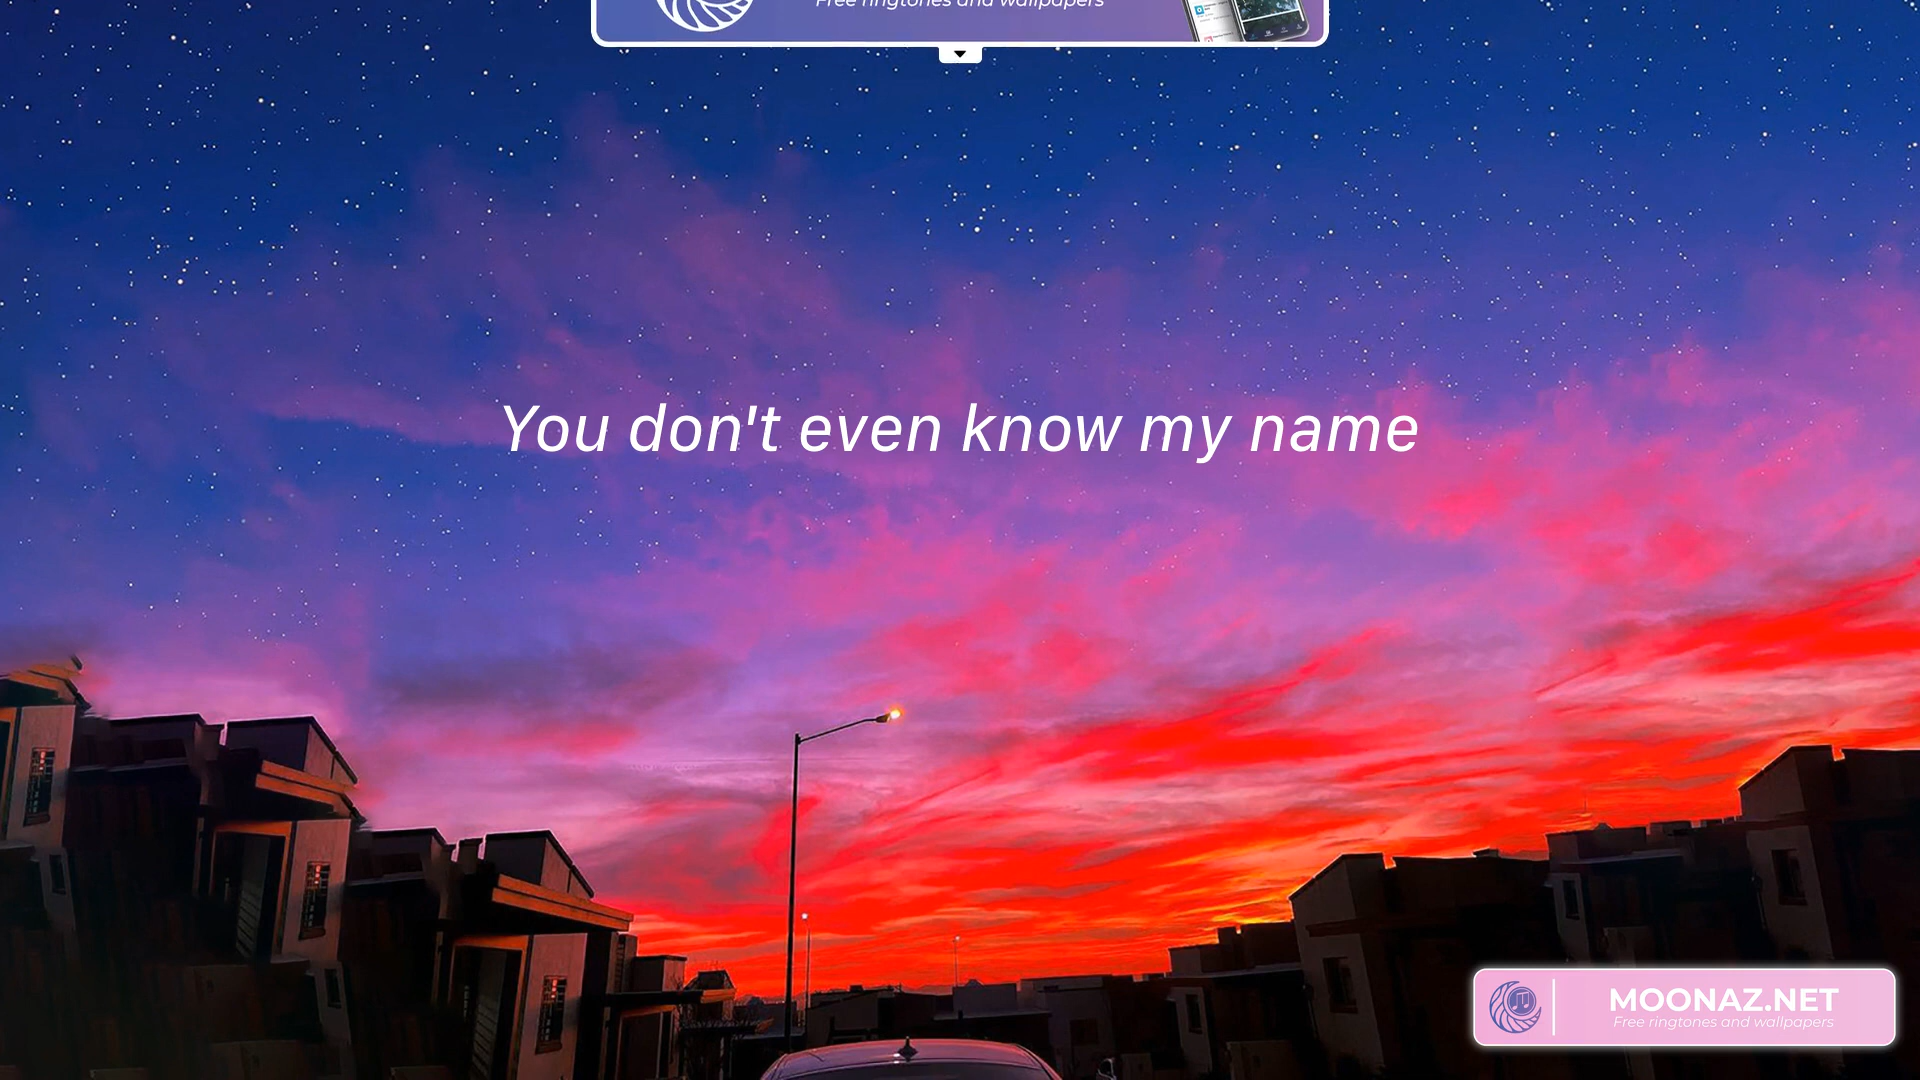 Free ringtones and wallpapers
You don't even know my name
MOONAZ.NET
Free ringtones and wallpapers